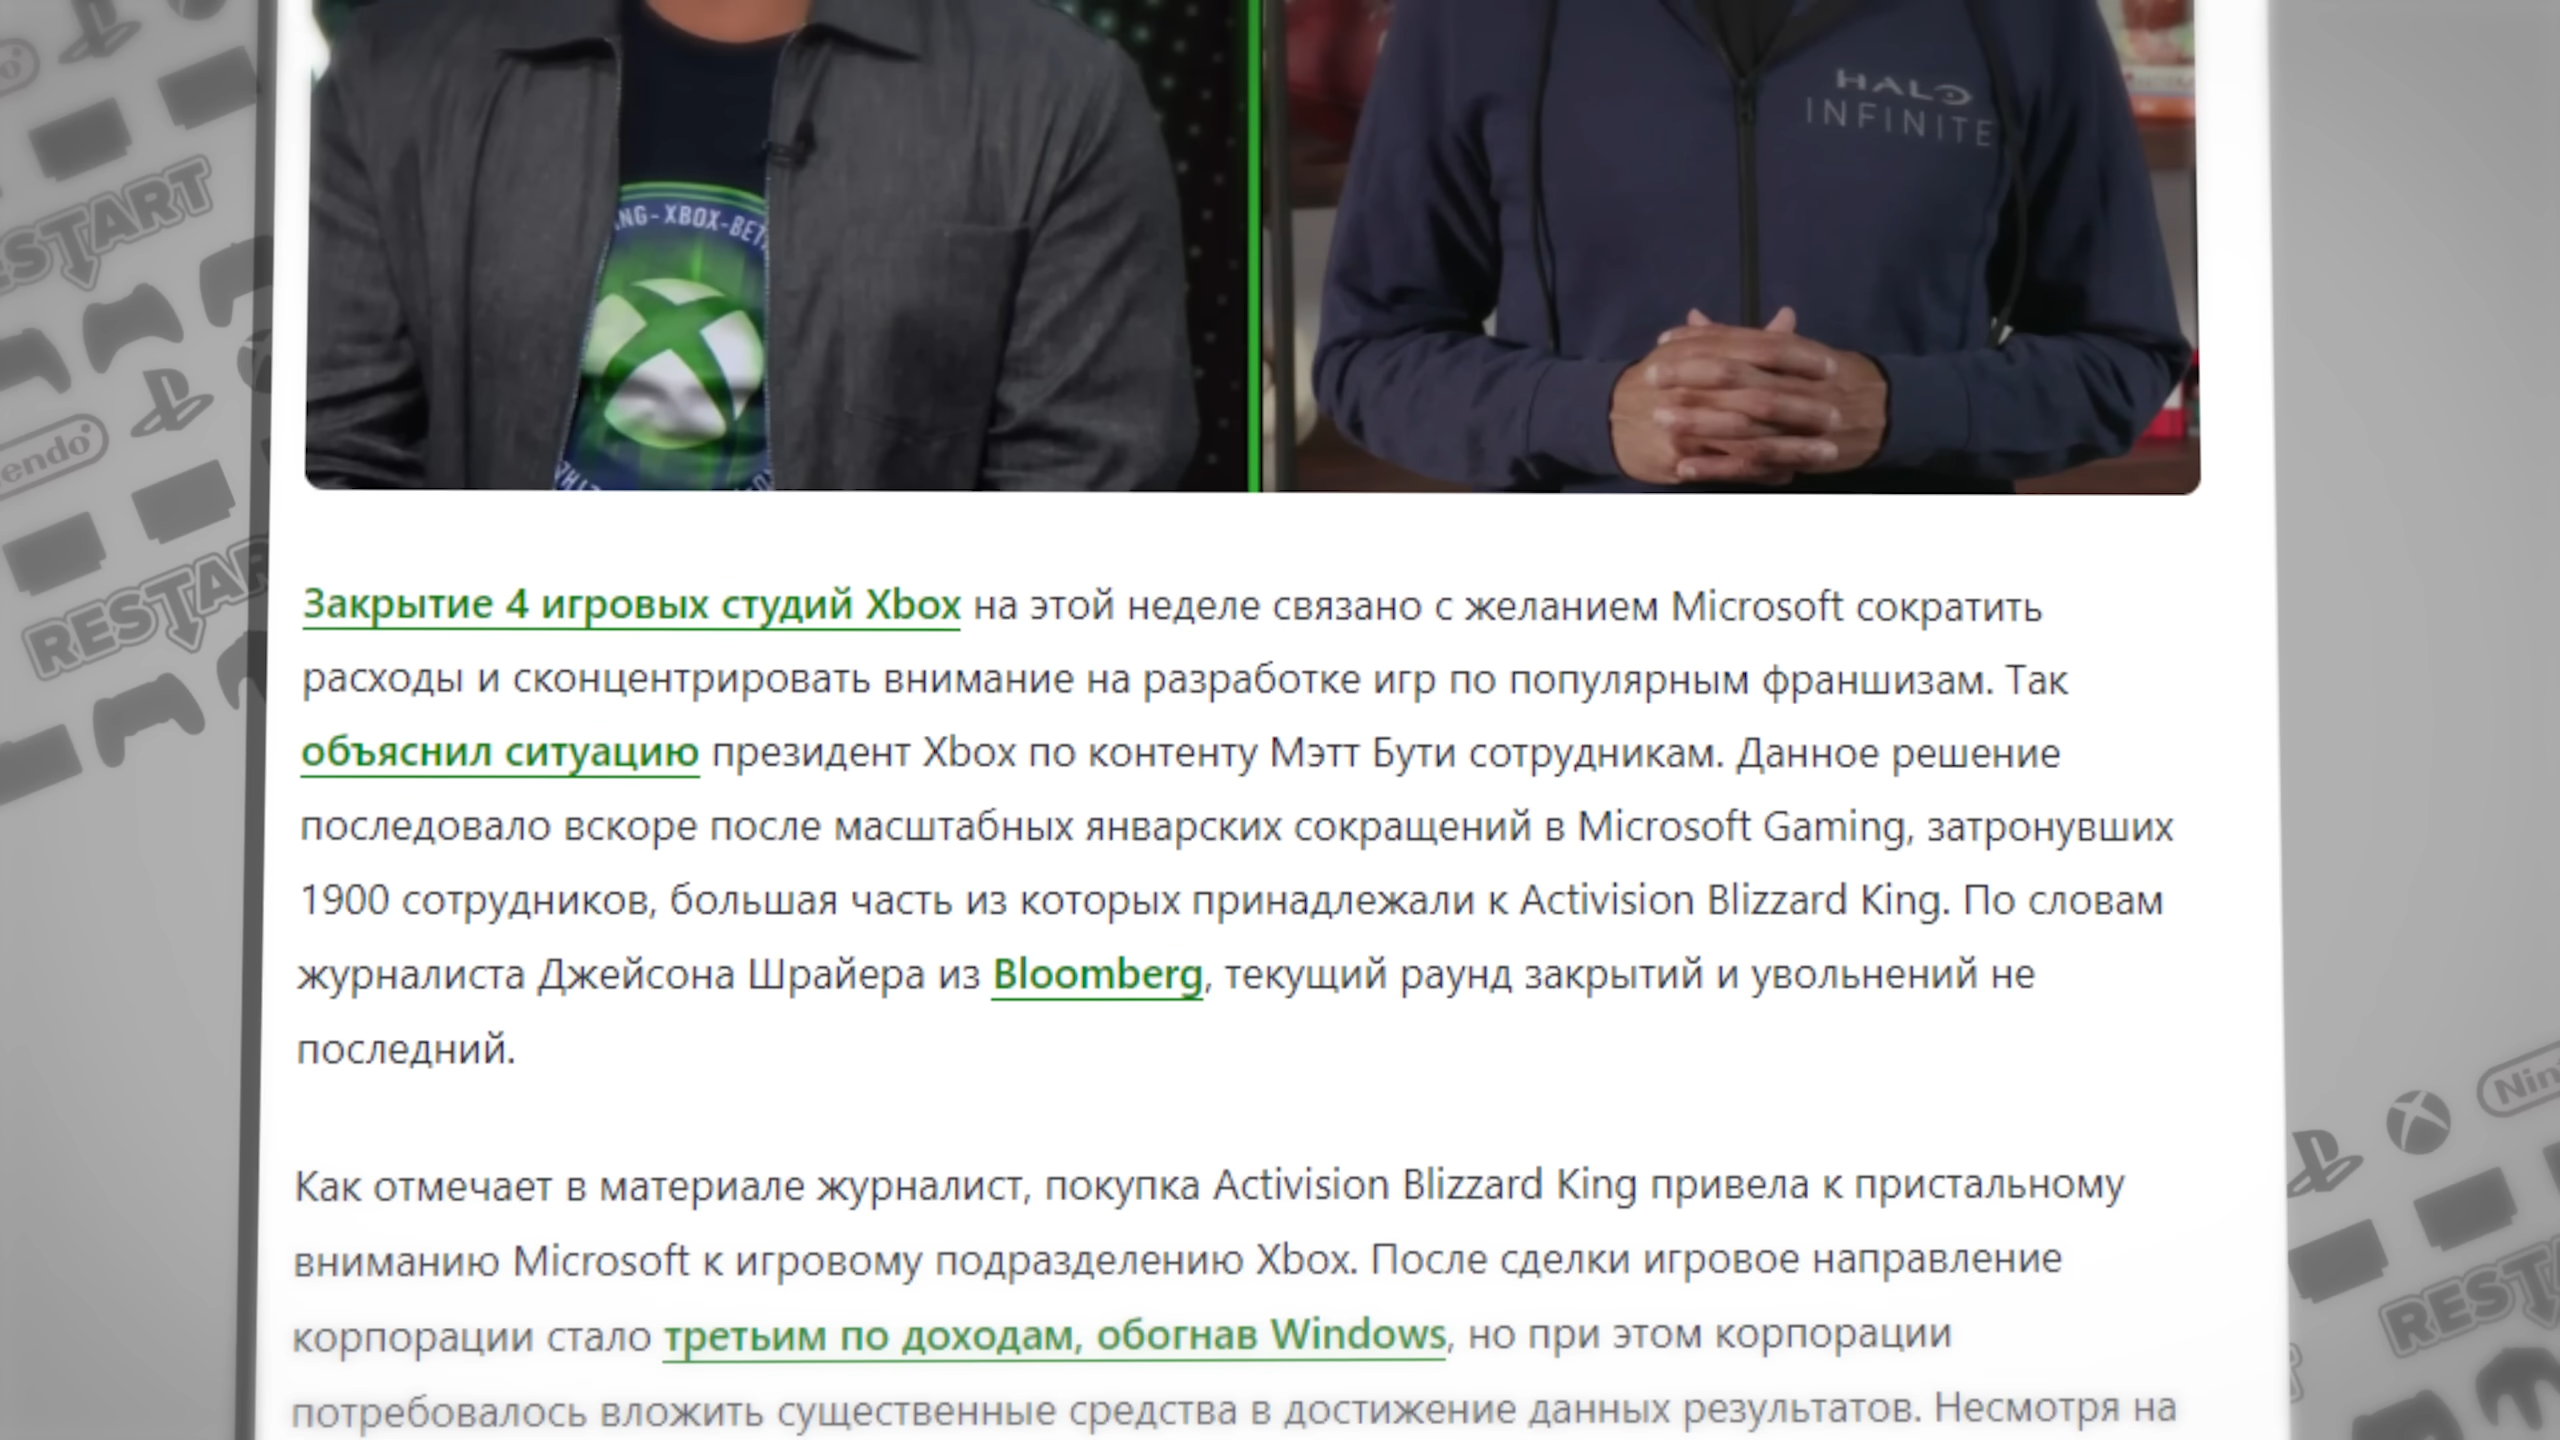 HALO
INFINITE
NG-XBOX-BET
RESTART
Закрытие 4 игровых студий Xbox на этой неделе связано с желанием Microsoft сократить
расходы и сконцентрировать внимание на разработке игр по популярным франшизам. Так
объяснил ситуацию президент Xbox по контенту Мэтт Бути сотрудникам. Данное решение
последовало вскоре после масштабных январских сокращений в Microsoft Gaming, затронувших
1900 сотрудников, большая часть из которых принадлежали к Activision Blizzard King. По словам
журналиста Джейсона Шрайера из Bloomberg, текущий раунд закрытий и увольнений не
последний.
Как отмечает в материале журналист, покупка Activision Blizzard King привела к пристальному
вниманию Microsoft к игровому подразделению Xbox. После сделки игровое направление
корпорации стало третьим по доходам, обогнав Windows, но при этом корпорации
потребовалось вложить существенные средства в достижение данных результатов. Несмотря на